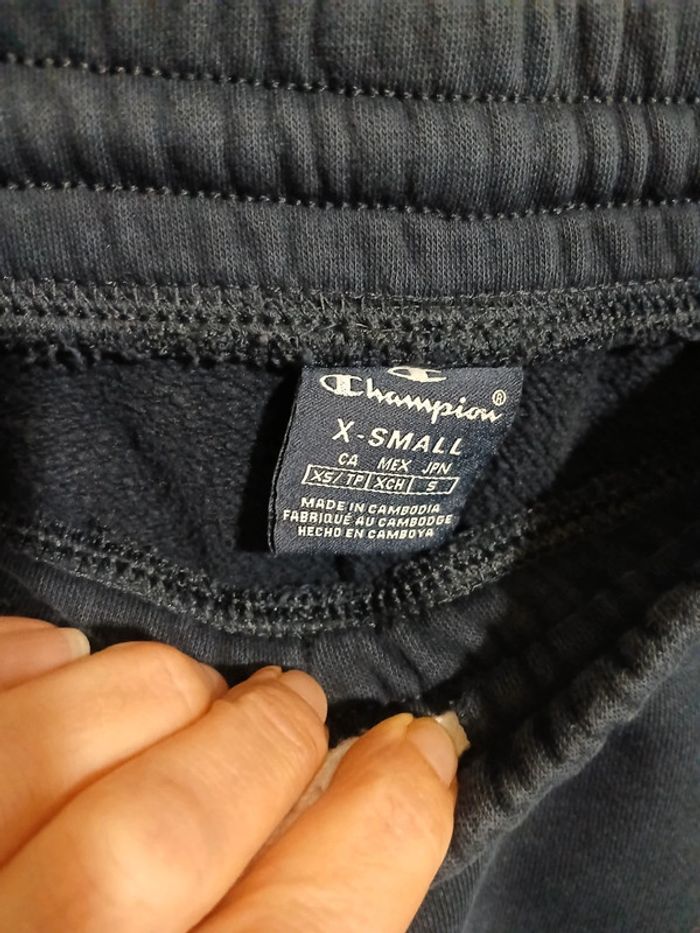 Champion®
X-SMALL
CA MEX JPN
XS/TP XCH S
MADE IN CAMBODIA
FABRIQUÉ AU CAMBODGE
HECHO EN CAMBOYA